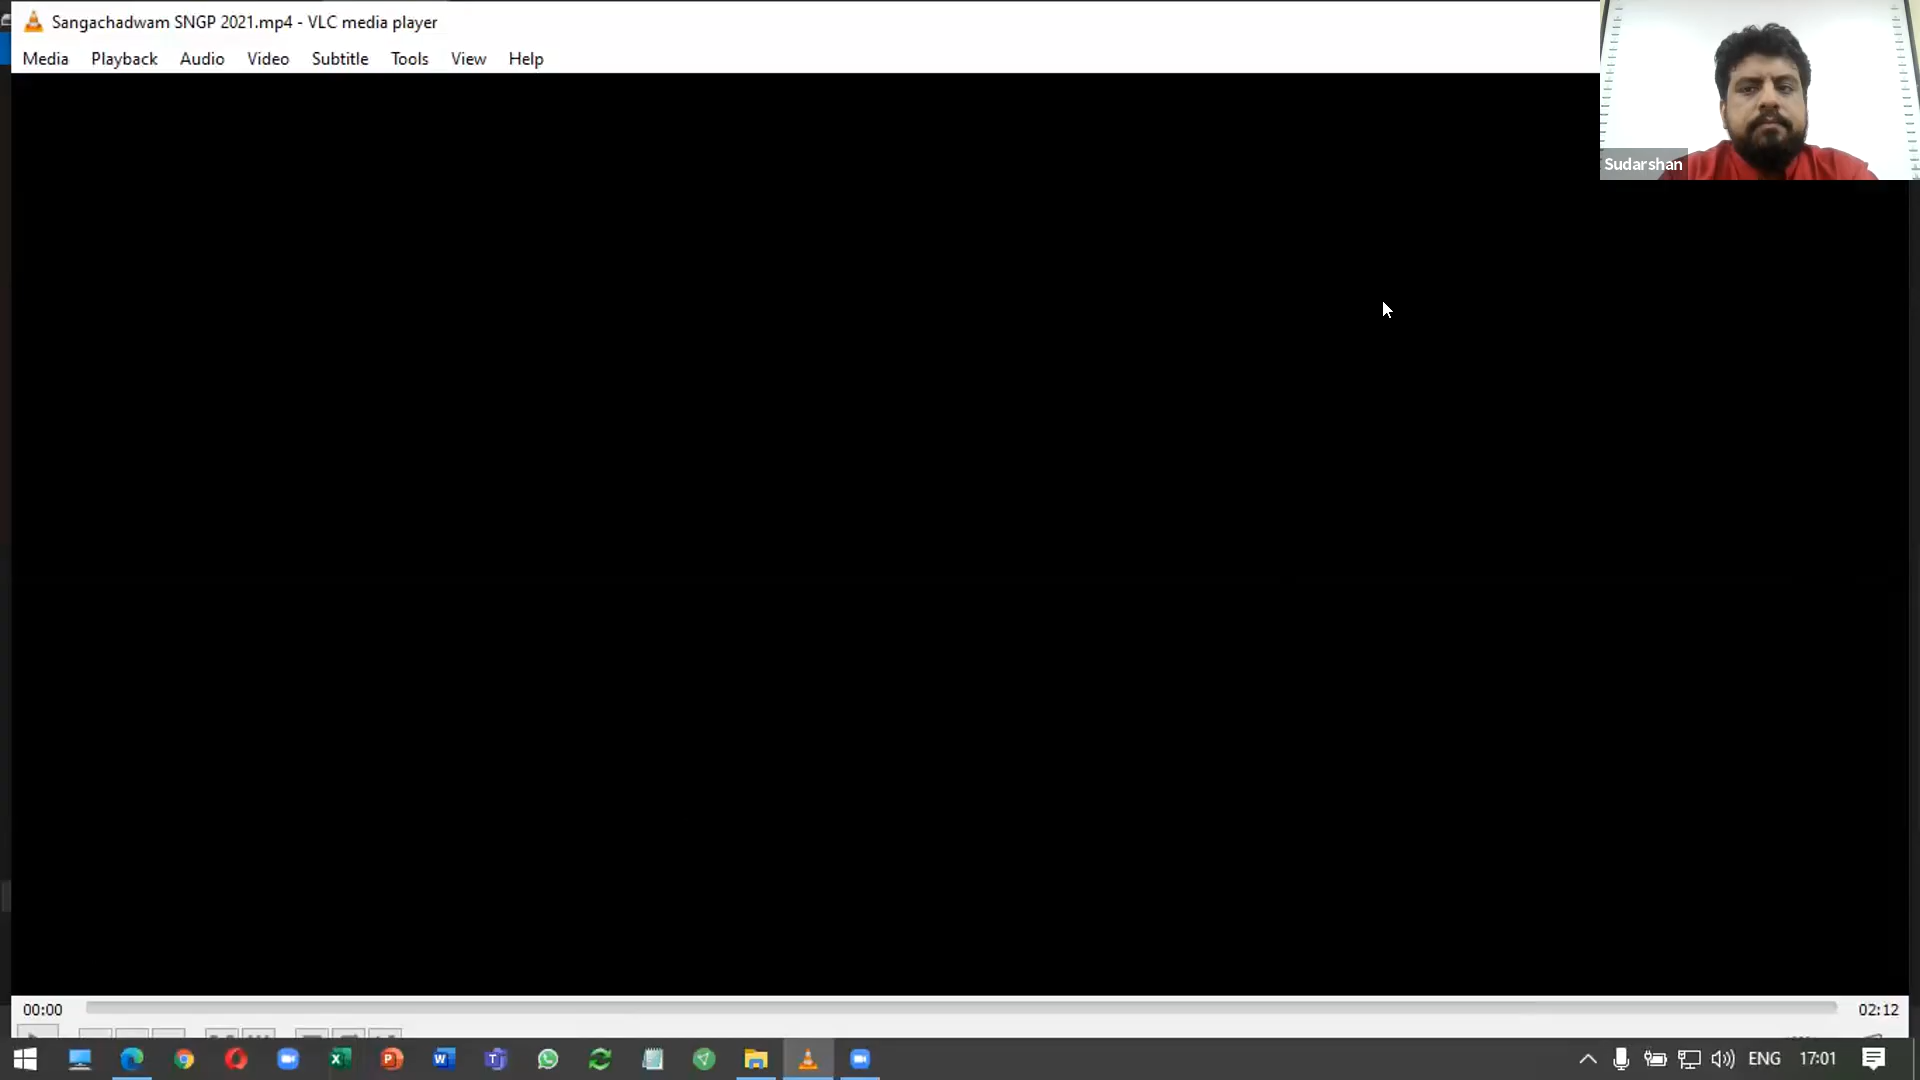 Sangachadwam SNGP 2021.mp4 - VLC media player
Media Playback Audio Video Subtitle Tools View Help
Sudarshan
00:00
02:12
ENG 17:01